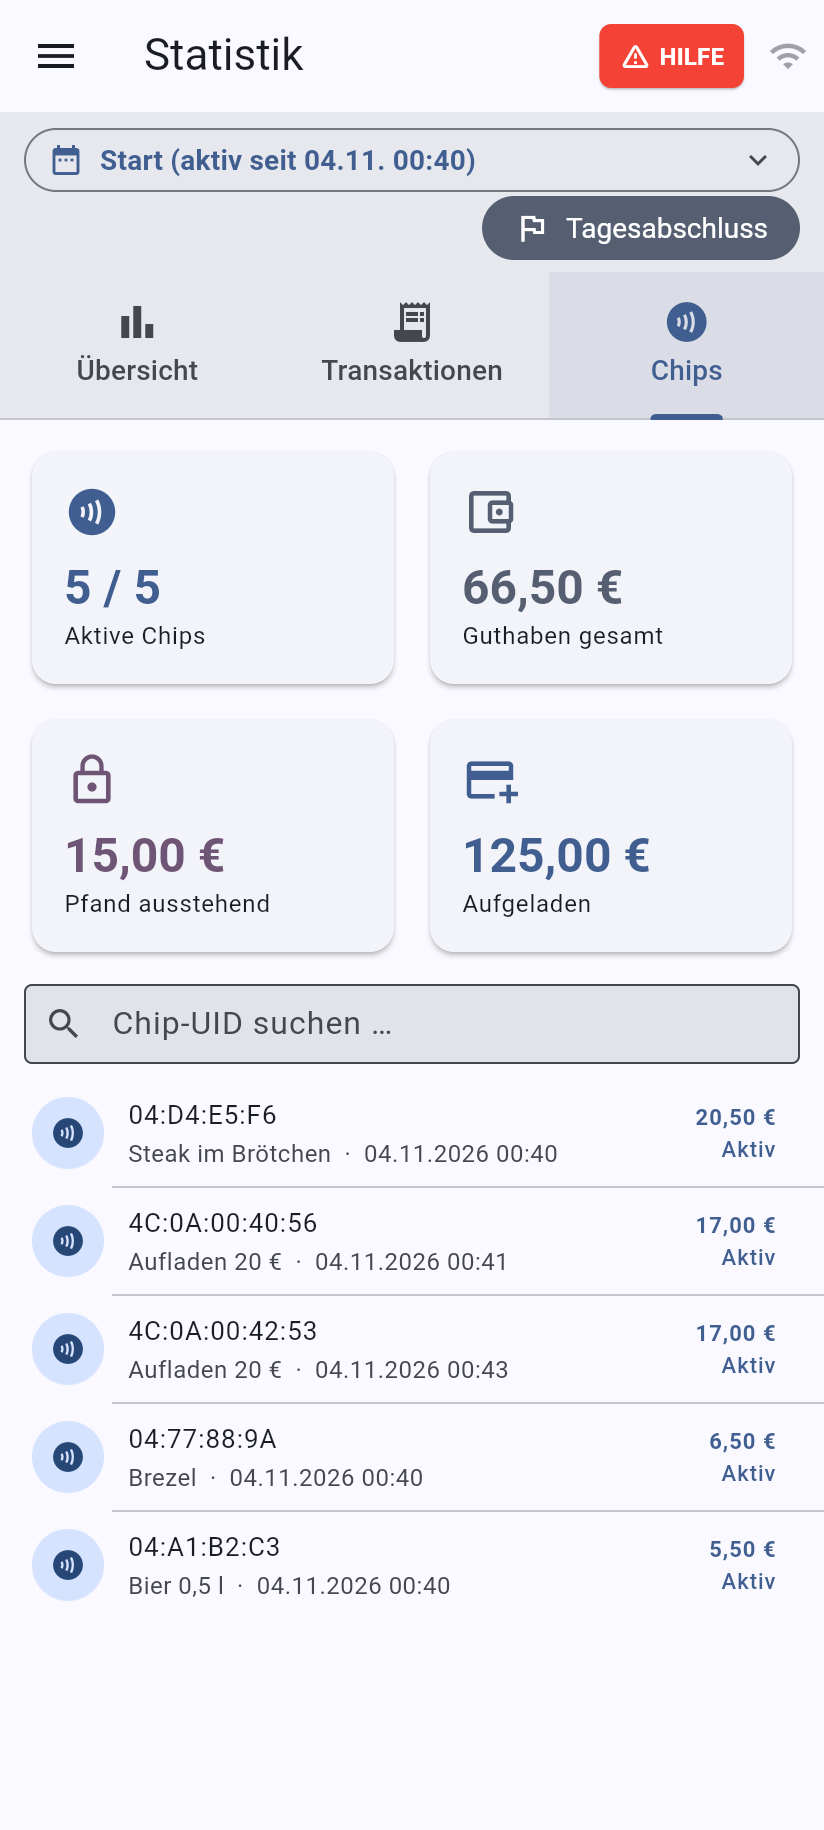 Statistik
HILFE
Start (aktiv seit 04.11. 00:40)
Tagesabschluss
Übersicht
Transaktionen
Chips
5 / 5
Aktive Chips
66,50 €
Guthaben gesamt
15,00 €
Pfand ausstehend
125,00 €
Aufgeladen
Chip-UID suchen ...
04:D4:E5:F6
20,50 €
Steak im Brötchen · 04.11.2026 00:40
Aktiv
4C:0A:00:40:56
17,00 €
Aufladen 20 € · 04.11.2026 00:41
Aktiv
4C:0A:00:42:53
17,00 €
Aufladen 20 € · 04.11.2026 00:43
Aktiv
04:77:88:9A
6,50 €
Brezel · 04.11.2026 00:40
Aktiv
04:A1:B2:C3
5,50 €
Bier 0,5 l · 04.11.2026 00:40
Aktiv